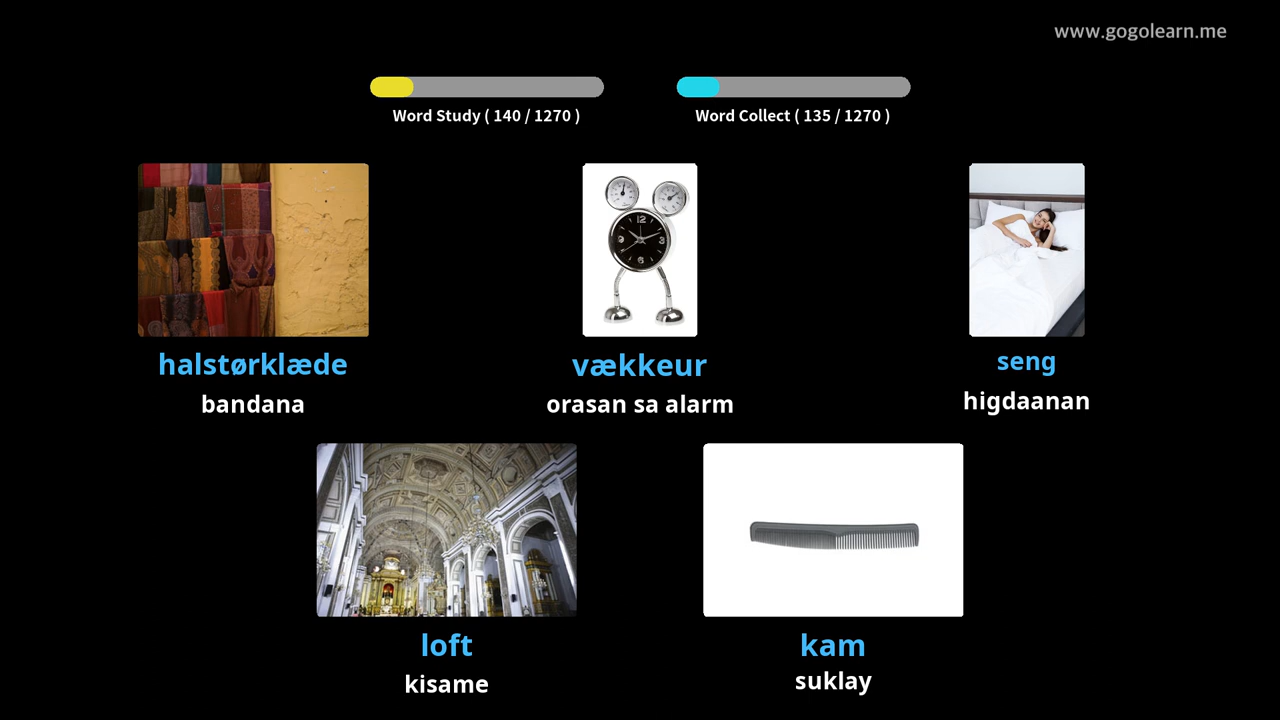 www.gogolearn.me
Word Study ( 140 / 1270 )
Word Collect ( 135 / 1270 )
halstørklæde
bandana
vækkeur
orasan sa alarm
seng
higdaanan
loft
kisame
kam
suklay